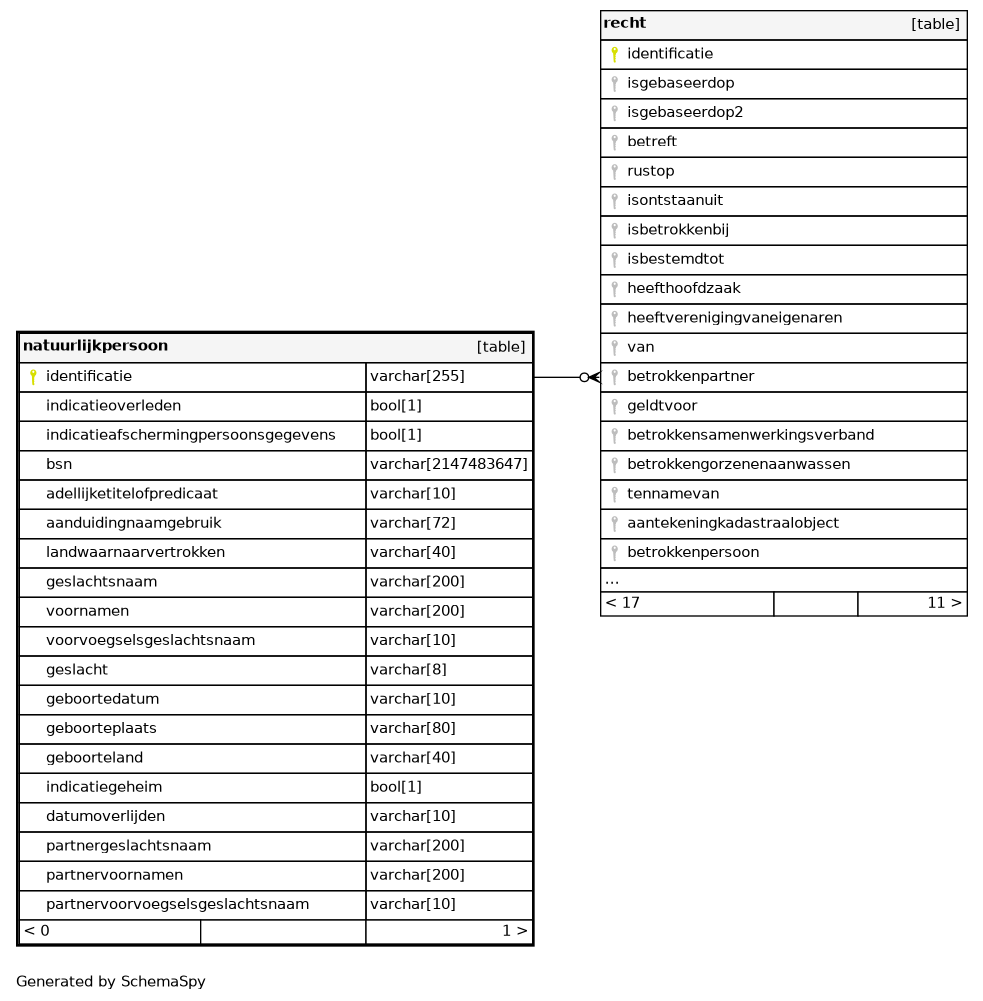 recht [table]
identificatie
isgebaseerdop
isgebaseerdop2
betreft
rustop
isontstaanuit
isbetrokkenbij
isbestemdtot
heefthoofdzaak
heeftverenigingvaneigenaren
van
betrokkenpartner
geldtvoor
betrokkensamenwerkingsverband
betrokkengorzenenaanwassen
tennamevan
aantekeningkadastraalobject
betrokkenpersoon
...
< 17 11 >
natuurlijkpersoon [table]
identificatie varchar[255]
indicatieoverleden bool[1]
indicatieafschermingpersoonsgegevens bool[1]
bsn varchar[2147483647]
adellijketitelofpredicaat varchar[10]
aanduidingnaamgebruik varchar[72]
landwaarnaarvertrokken varchar[40]
geslachtsnaam varchar[200]
voornamen varchar[200]
voorvoegselsgeslachtsnaam varchar[10]
geslacht varchar[8]
geboortedatum varchar[10]
geboorteplaats varchar[80]
geboorteland varchar[40]
indicatiegeheim bool[1]
datumoverlijden varchar[10]
partnergeslachtsnaam varchar[200]
partnervoornamen varchar[200]
partnervoorvoegselsgeslachtsnaam varchar[10]
< 0 1 >
Generated by SchemaSpy